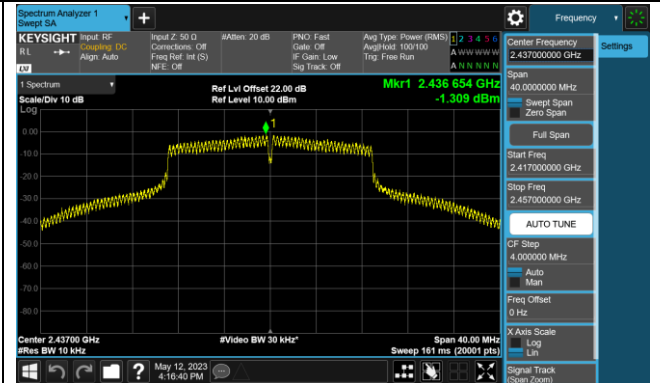 Spectrum Analyzer 1
Swept SA
Frequency
KEYSIGHT
Input: RF
Coupling: DC
Align: Auto
Input Z: 50 Ω
Corrections: Off
Freq Ref: Int (S)
NFE: Off
#Atten: 20 dB
PNO: Fast
Gate: Off
IF Gain: Low
Sig Track: Off
Avg Type: Power (RMS)
Avg|Hold: 100/100
Trig: Free Run
1 2 3 4 5 6
A W W W W W
A N N N N N
RL
Center Frequency
2.437000000 GHz
Settings
1 Spectrum
Scale/Div 10 dB
Log
Ref Lvl Offset 22.00 dB
Ref Level 10.00 dBm
Mkr1 2.436 654 GHz
-1.309 dBm
Span
40.0000000 MHz
Swept Span
Zero Span
Full Span
Start Freq
2.417000000 GHz
Stop Freq
2.457000000 GHz
AUTO TUNE
CF Step
4.000000 MHz
Auto
Man
Freq Offset
0 Hz
X Axis Scale
Log
Lin
Signal Track
(Span Zoom)
1
0.00
-10.0
-20.0
-30.0
-40.0
-50.0
-60.0
-70.0
-80.0
Center 2.43700 GHz
#Res BW 10 kHz
#Video BW 30 kHz*
Span 40.00 MHz
Sweep 161 ms (20001 pts)
May 12, 2023
4:16:40 PM